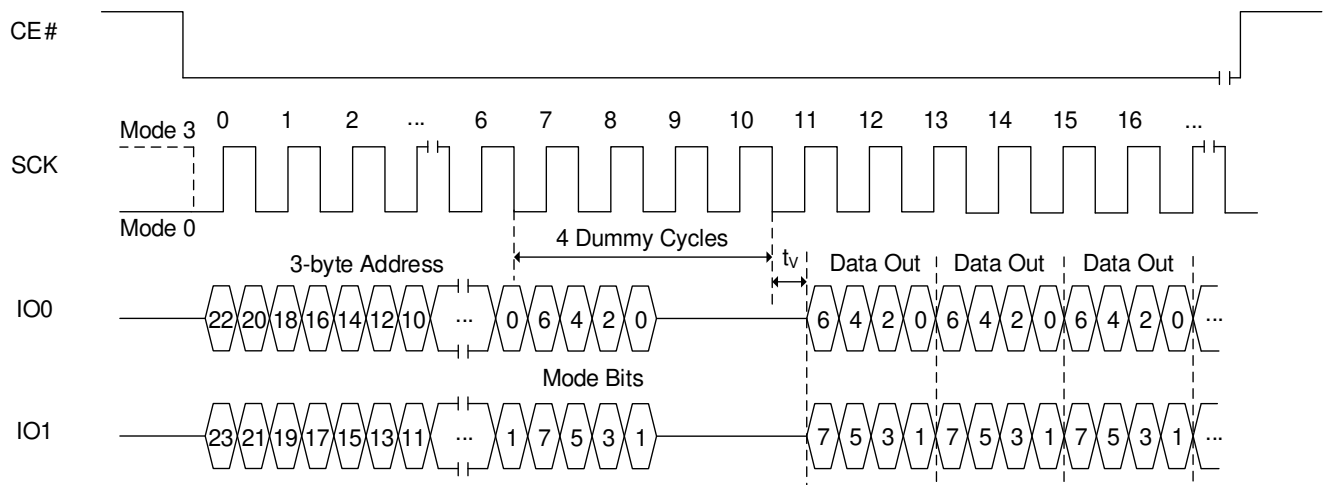 CE#
Mode 3
0 1 2 ... 6 7 8 9 10 11 12 13 14 15 16 ...
SCK
Mode 0
4 Dummy Cycles
3-byte Address
tV
Data Out Data Out Data Out
IO0
22 20 18 16 14 12 10 ... 0 6 4 2 0 6 4 2 0 6 4 2 0 6 4 2 0 ...
Mode Bits
IO1
23 21 19 17 15 13 11 ... 1 7 5 3 1 7 5 3 1 7 5 3 1 7 5 3 1 ...